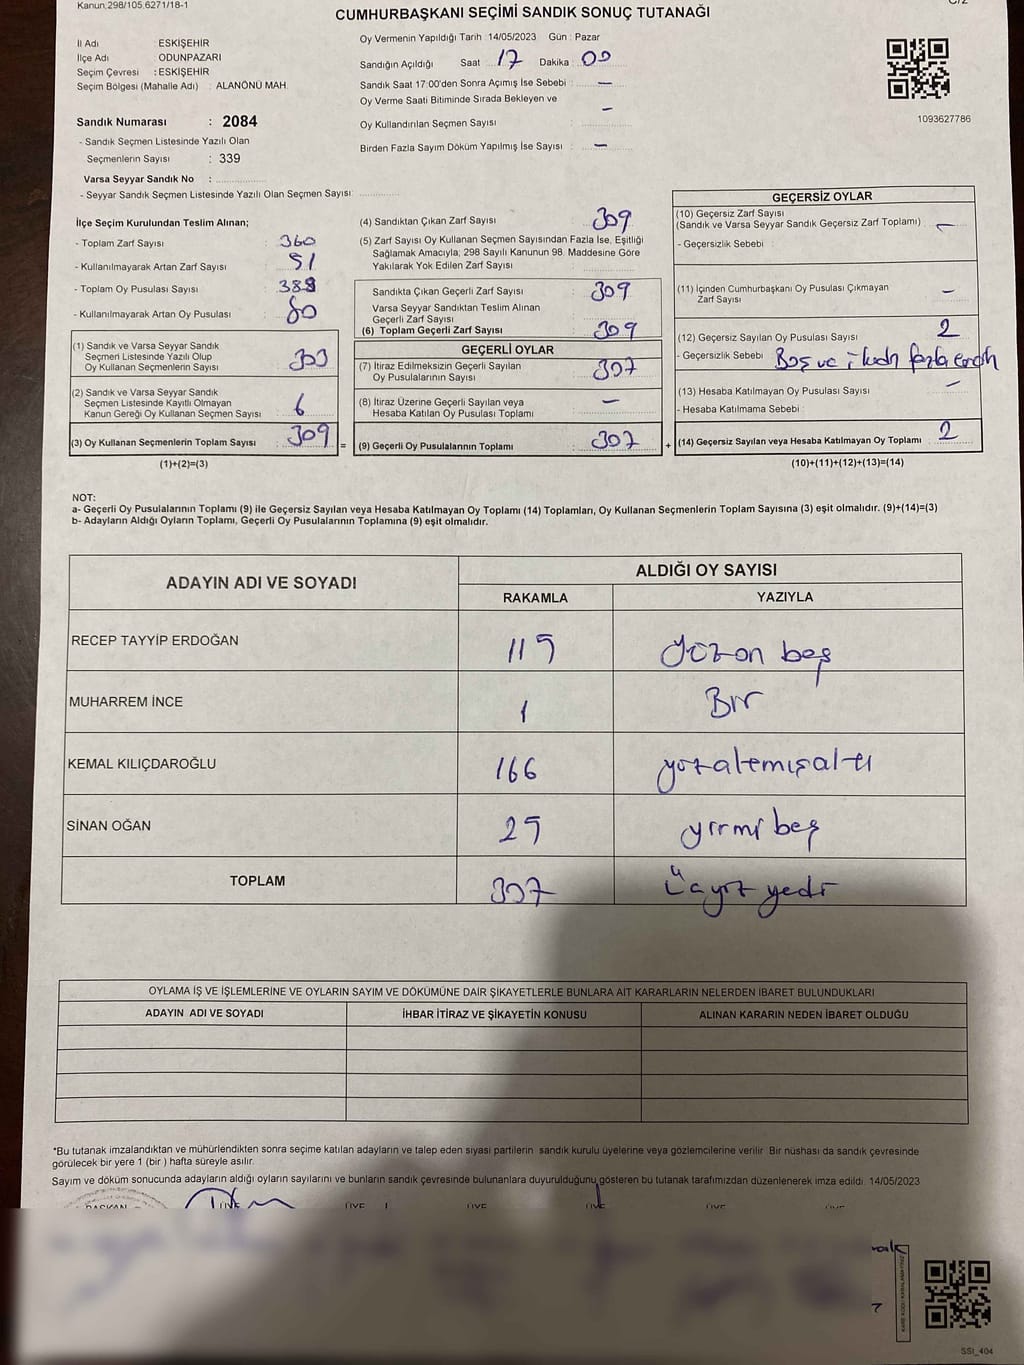 Kanun.298/105.6271/18-1
CUMHURBAŞKANI SEÇİMİ SANDIK SONUÇ TUTANAĞI
İl Adı : ESKİŞEHİR
İlçe Adı : ODUNPAZARI
Seçim Çevresi : ESKİŞEHİR
Seçim Bölgesi (Mahalle Adı) : ALANÖNÜ MAH.
Sandık Numarası : 2084
- Sandık Seçmen Listesinde Yazılı Olan
Seçmenlerin Sayısı : 339
Varsa Seyyar Sandık No :
- Seyyar Sandık Seçmen Listesinde Yazılı Olan Seçmen Sayısı:
Oy Vermenin Yapıldığı Tarih : 14/05/2023 Gün : Pazar
Sandığın Açıldığı Saat : 17 Dakika : 00
Sandık Saat 17:00'den Sonra Açımış İse Sebebi : —
Oy Verme Saati Bitiminde Sırada Bekleyen ve
Oy Kullandırılan Seçmen Sayısı : —
Birden Fazla Sayım Döküm Yapılmış İse Sayısı : —
1093627786
İlçe Seçim Kurulundan Teslim Alınan;
- Toplam Zarf Sayısı : 360
- Kullanılmayarak Artan Zarf Sayısı : 51
- Toplam Oy Pusulası Sayısı : 388
- Kullanılmayarak Artan Oy Pusulası : 80
(1) Sandık ve Varsa Seyyar Sandık
Seçmen Listesinde Yazılı Olup
Oy Kullanan Seçmenlerin Sayısı : 303
(2) Sandık ve Varsa Seyyar Sandık
Seçmen Listesinde Kayıtlı Olmayan
Kanun Gereği Oy Kullanan Seçmen Sayısı : 6
(3) Oy Kullanan Seçmenlerin Toplam Sayısı : 309
(1)+(2)=(3)
(4) Sandıktan Çıkan Zarf Sayısı : 309
(5) Zarf Sayısı Oy Kullanan Seçmen Sayısından Fazla İse, Eşitliği
Sağlamak Amacıyla; 298 Sayılı Kanunun 98. Maddesine Göre
Yakılarak Yok Edilen Zarf Sayısı :
Sandıkta Çıkan Geçerli Zarf Sayısı : 309
Varsa Seyyar Sandıktan Teslim Alınan
Geçerli Zarf Sayısı :
(6) Toplam Geçerli Zarf Sayısı : 309
GEÇERLİ OYLAR
(7) İtiraz Edilmeksizin Geçerli Sayılan
Oy Pusulalarının Sayısı : 307
(8) İtiraz Üzerine Geçerli Sayılan veya
Hesaba Katılan Oy Pusulası Toplamı : —
= (9) Geçerli Oy Pusulalarının Toplamı : 307
GEÇERSİZ OYLAR
(10) Geçersiz Zarf Sayısı
(Sandık ve Varsa Seyyar Sandık Geçersiz Zarf Toplamı) : —
- Geçersizlik Sebebi :
(11) İçinden Cumhurbaşkanı Oy Pusulası Çıkmayan
Zarf Sayısı : —
(12) Geçersiz Sayılan Oy Pusulası Sayısı : 2
- Geçersizlik Sebebi : Boş ve fazla
(13) Hesaba Katılmayan Oy Pusulası Sayısı : —
- Hesaba Katılmama Sebebi :
+ (14) Geçersiz Sayılan veya Hesaba Katılmayan Oy Toplamı : 2
(10)+(11)+(12)+(13)=(14)
NOT:
a- Geçerli Oy Pusulalarının Toplamı (9) ile Geçersiz Sayılan veya Hesaba Katılmayan Oy Toplamı (14) Toplamları, Oy Kullanan Seçmenlerin Toplam Sayısına (3) eşit olmalıdır. (9)+(14)=(3)
b- Adayların Aldığı Oyların Toplamı, Geçerli Oy Pusulalarının Toplamına (9) eşit olmalıdır.
ADAYIN ADI VE SOYADI
ALDIĞI OY SAYISI
RAKAMLA YAZIYLA
RECEP TAYYİP ERDOĞAN 115 yüz on beş
MUHARREM İNCE 1 Bir
KEMAL KILIÇDAROĞLU 166 yüzaltmışaltı
SİNAN OĞAN 25 yirmi beş
TOPLAM 307 Üçyüz yedi
OYLAMA İŞ VE İŞLEMLERİNE VE OYLARIN SAYIM VE DÖKÜMÜNE DAİR ŞİKAYETLERLE BUNLARA AİT KARARLARIN NELERDEN İBARET BULUNDUKLARI
ADAYIN ADI VE SOYADI İHBAR İTİRAZ VE ŞİKAYETİN KONUSU ALINAN KARARIN NEDEN İBARET OLDUĞU
*Bu tutanak imzalandıktan ve mühürlendikten sonra seçime katılan adayların ve talep eden siyasi partilerin sandık kurulu üyelerine veya gözlemcilerine verilir. Bir nüshası da sandık çevresinde
görülecek bir yere 1 (bir ) hafta süreyle asılır.
Sayım ve döküm sonucunda adayların aldığı oyların sayılarını ve bunların sandık çevresinde bulunanlara duyurulduğunu gösteren bu tutanak tarafımızdan düzenlenerek imza edildi. 14/05/2023
BAŞKAN ÜYE ÜYE ÜYE ÜYE ÜYE ÜYE
SSI_404